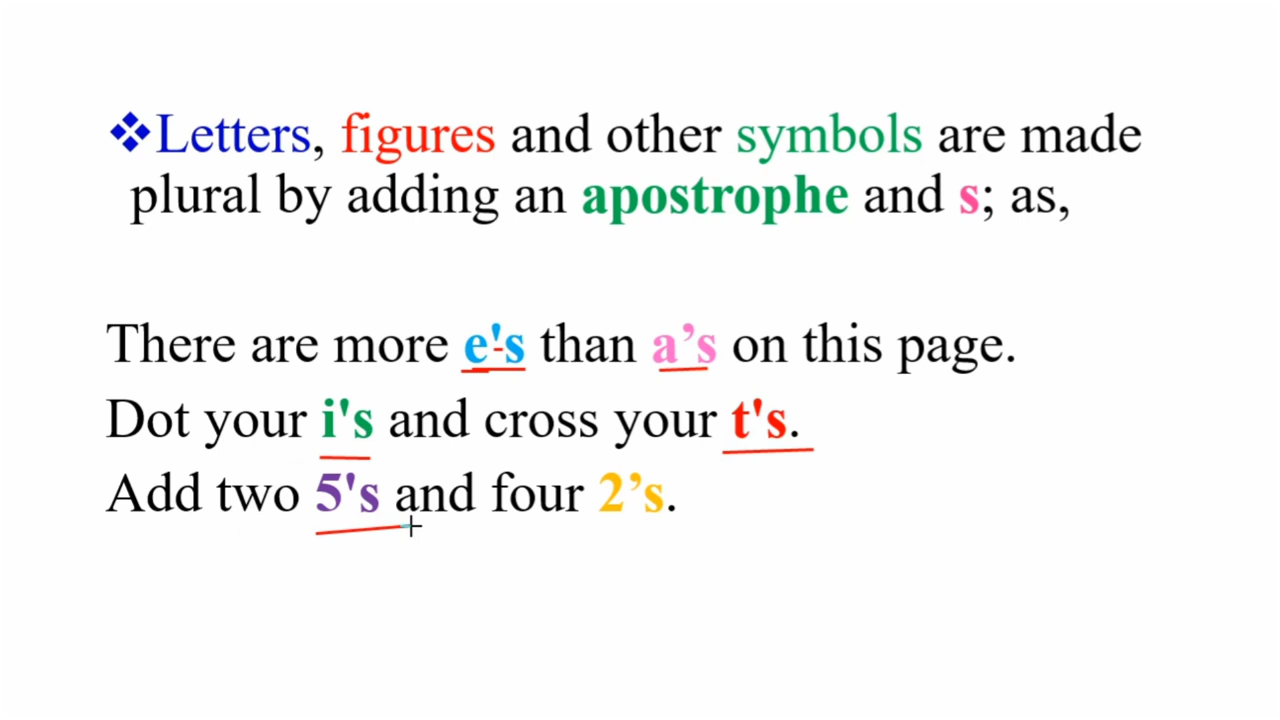 ❖Letters, figures and other symbols are made
plural by adding an apostrophe and s; as,
There are more e's than a’s on this page.
Dot your i's and cross your t's.
Add two 5's and four 2’s.